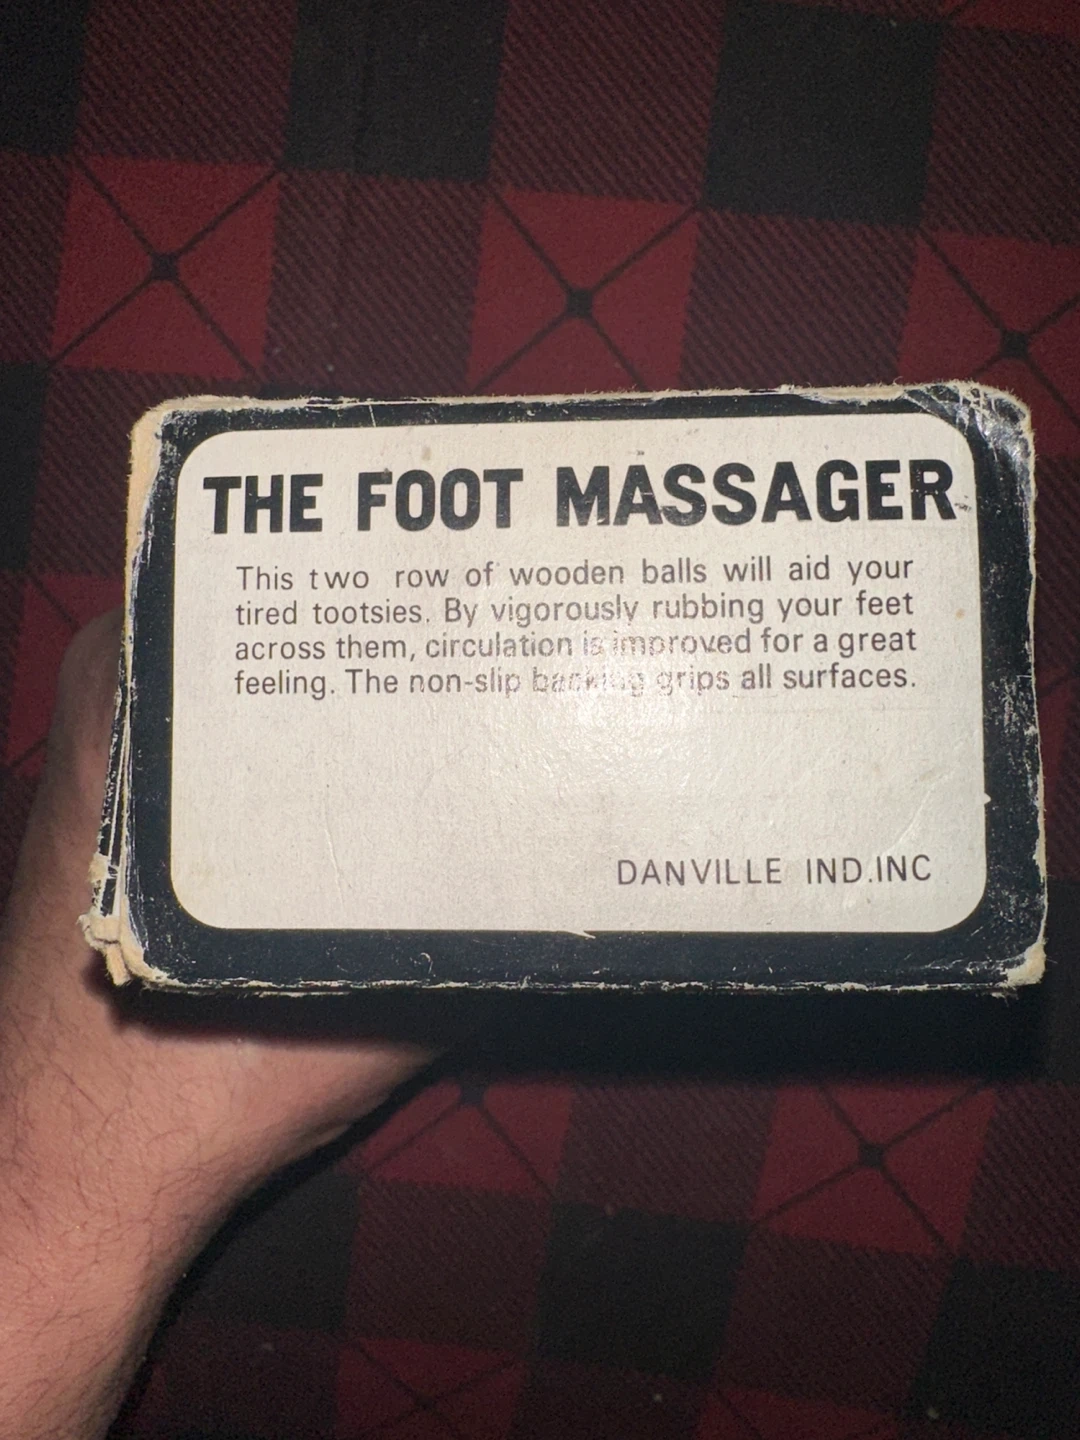 THE FOOT MASSAGER
This two row of wooden balls will aid your
tired tootsies. By vigorously rubbing your feet
across them, circulation is improved for a great
feeling. The non-slip backing grips all surfaces.
DANVILLE IND.INC